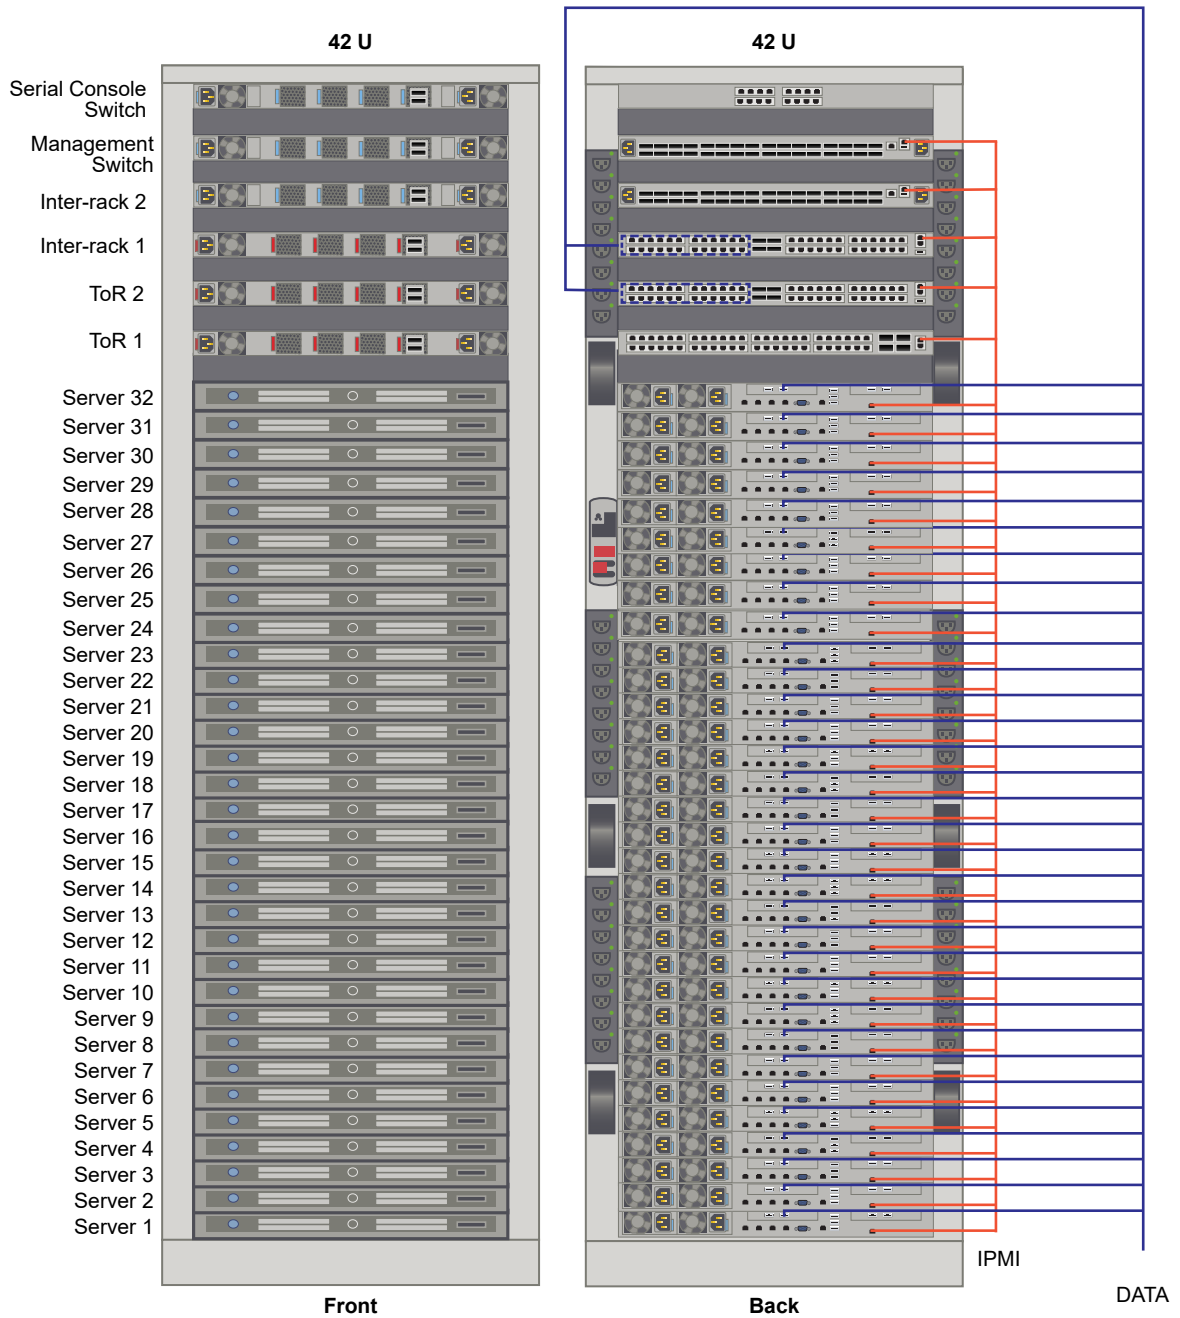 42 U
42 U
Serial Console
Switch
Management
Switch
Inter-rack 2
Inter-rack 1
ToR 2
ToR 1
Server 32
Server 31
Server 30
Server 29
Server 28
Server 27
Server 26
Server 25
Server 24
Server 23
Server 22
Server 21
Server 20
Server 19
Server 18
Server 17
Server 16
Server 15
Server 14
Server 13
Server 12
Server 11
Server 10
Server 9
Server 8
Server 7
Server 6
Server 5
Server 4
Server 3
Server 2
Server 1
IPMI
DATA
Front
Back